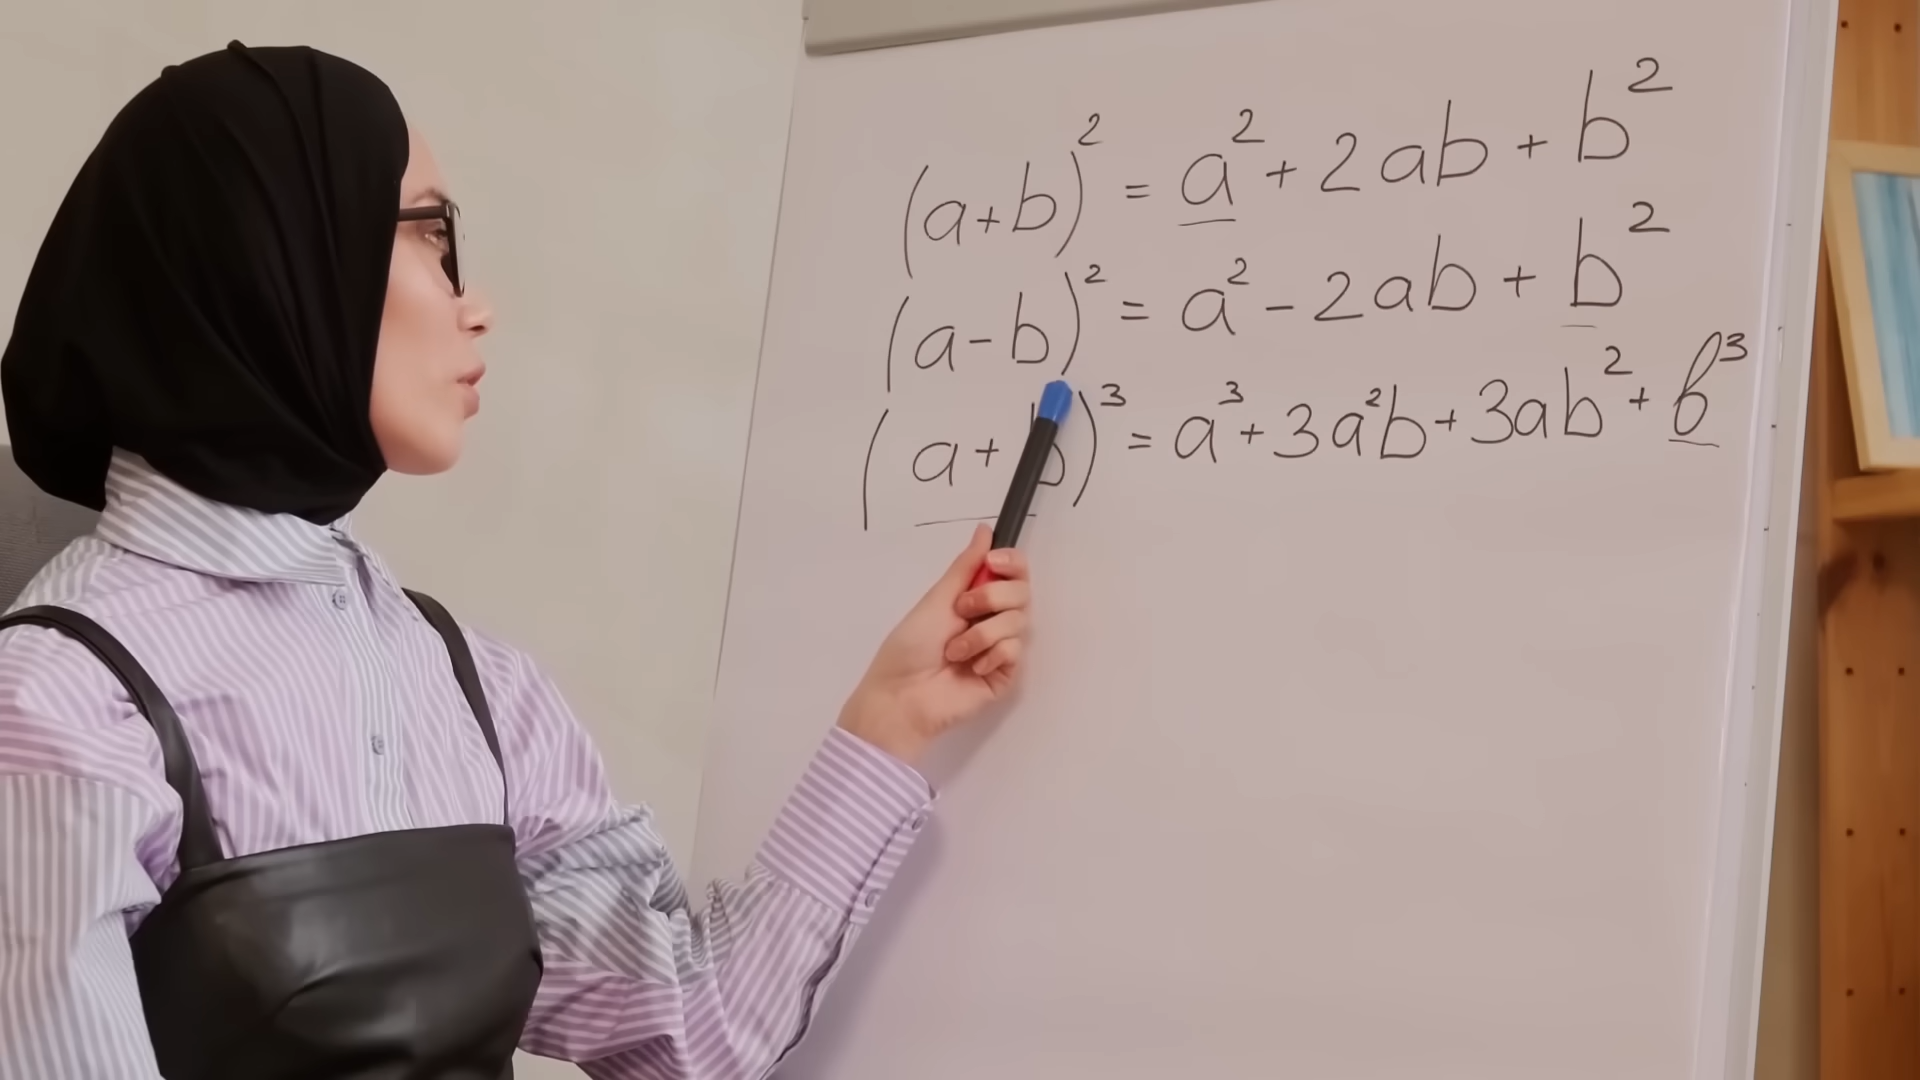 (a+b)² = a² + 2ab + b²
(a-b)² = a² - 2ab + b²
(a+b)³ = a³ + 3a²b + 3ab² + b³